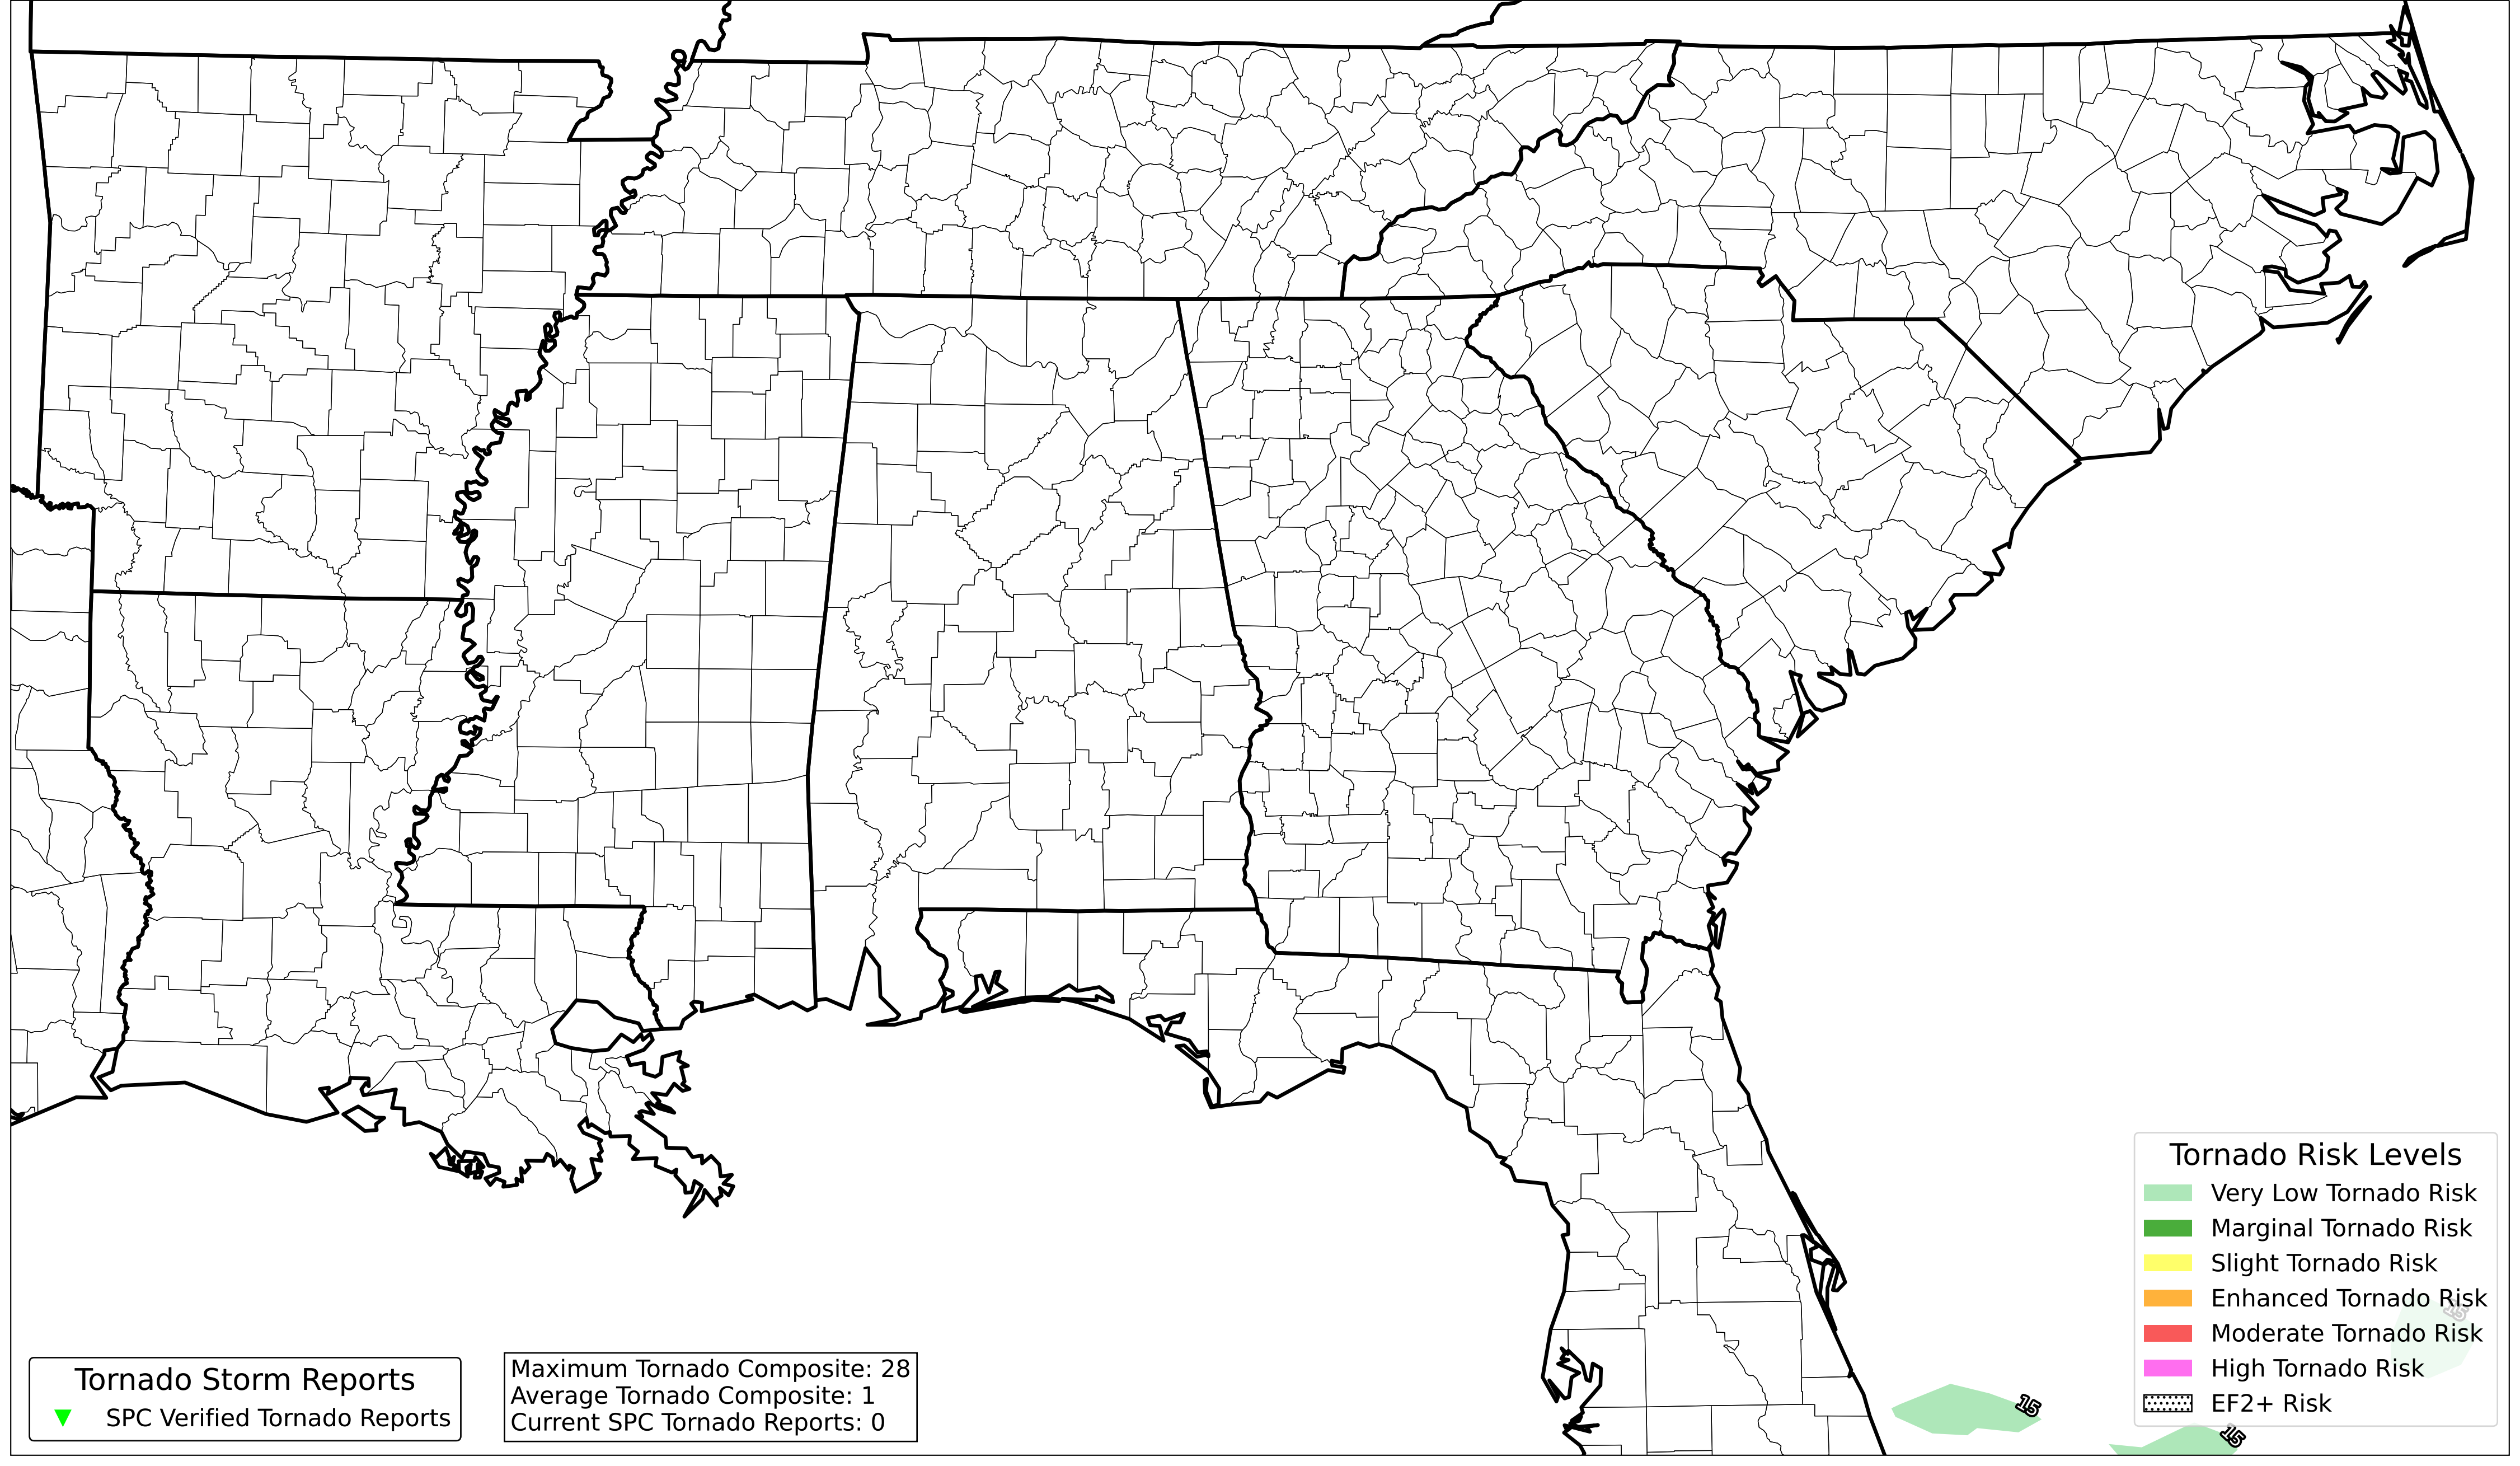 Tornado Risk Levels
Very Low Tornado Risk
Marginal Tornado Risk
Slight Tornado Risk
Enhanced Tornado Risk
Moderate Tornado Risk
High Tornado Risk
EF2+ Risk
15
15
15
Tornado Storm Reports
SPC Verified Tornado Reports
Maximum Tornado Composite: 28
Average Tornado Composite: 1
Current SPC Tornado Reports: 0